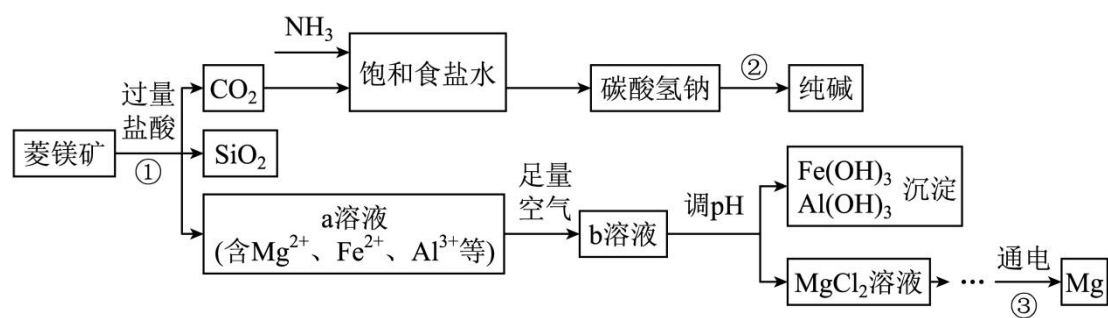 NH₃
过量
盐酸
①
菱镁矿
CO₂
饱和食盐水
碳酸氢钠
②
纯碱
SiO₂
a溶液
(含Mg²⁺、Fe²⁺、Al³⁺等)
足量
空气
b溶液
调pH
Fe(OH)₃
Al(OH)₃
沉淀
MgCl₂溶液
···
通电
③
Mg